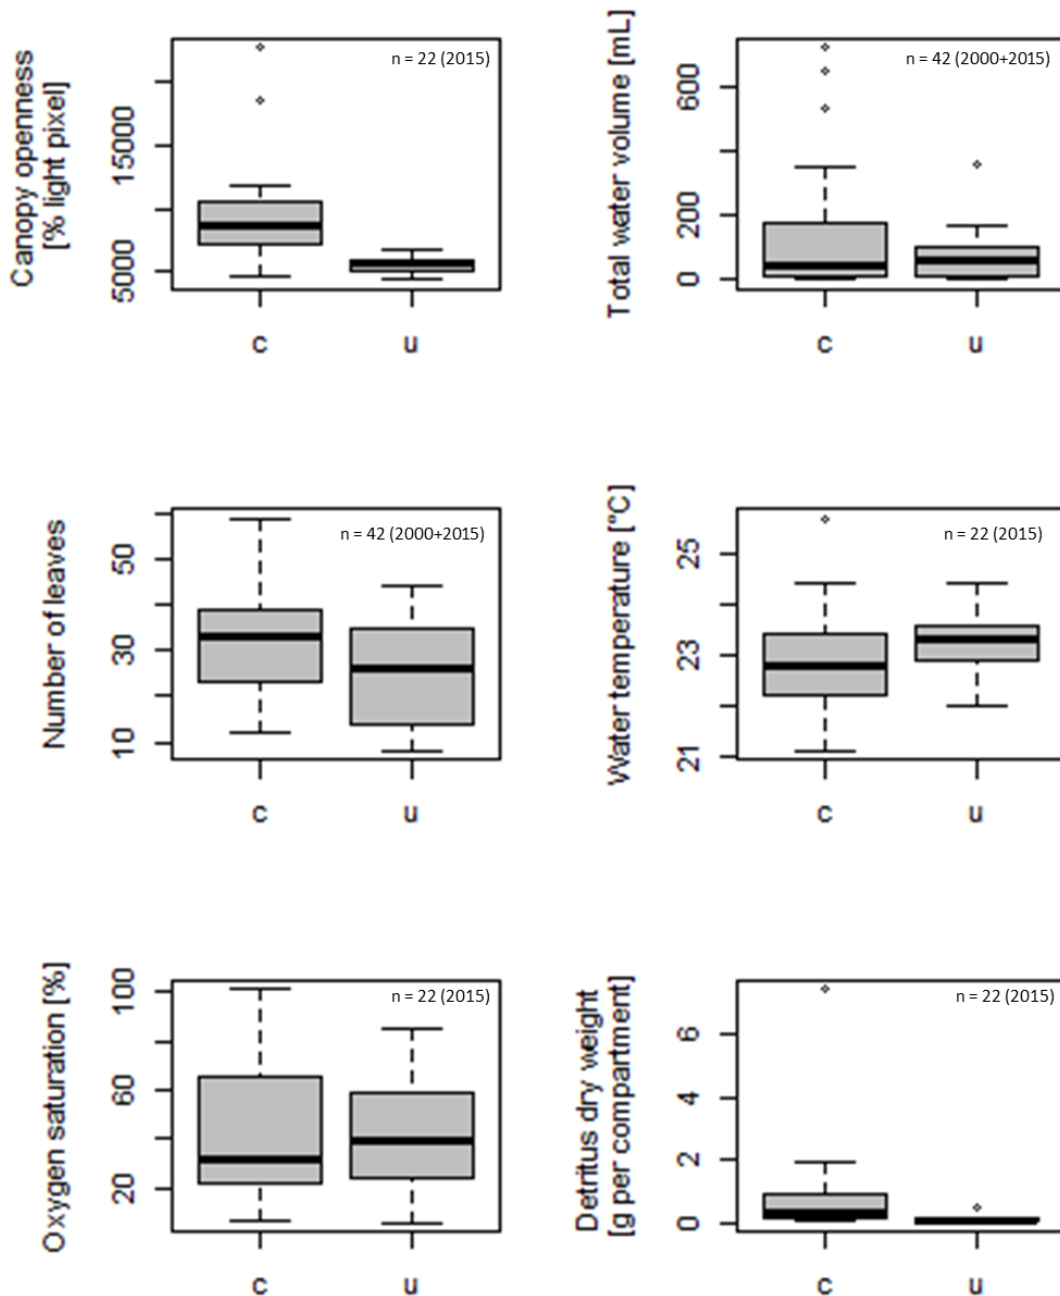 Canopy openness
[% light pixel]
15000
5000
n = 22 (2015)
c
u
Total water volume [mL]
600
200
0
n = 42 (2000+2015)
c
u
Number of leaves
50
30
10
n = 42 (2000+2015)
c
u
Water temperature [°C]
25
23
21
n = 22 (2015)
c
u
Oxygen saturation [%]
100
60
20
n = 22 (2015)
c
u
Detritus dry weight
[g per compartment]
6
4
2
0
n = 22 (2015)
c
u